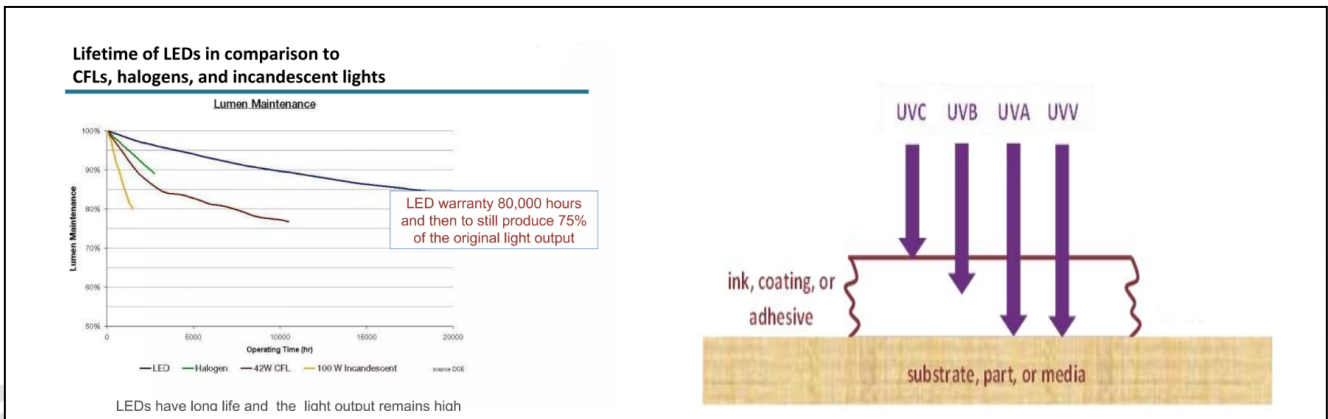 Lifetime of LEDs in comparison to
CFLs, halogens, and incandescent lights
Lumen Maintenance
100%
90%
80%
70%
60%
50%
Lumen Maintenance
0
5000
10000
15000
20000
Operating Time (hr)
LED
Halogen
42W CFL
100 W Incandescent
source DOE
LED warranty 80,000 hours
and then to still produce 75%
of the original light output
LEDs have long life and the light output remains high
UVC UVB UVA UVV
ink, coating, or
adhesive
substrate, part, or media